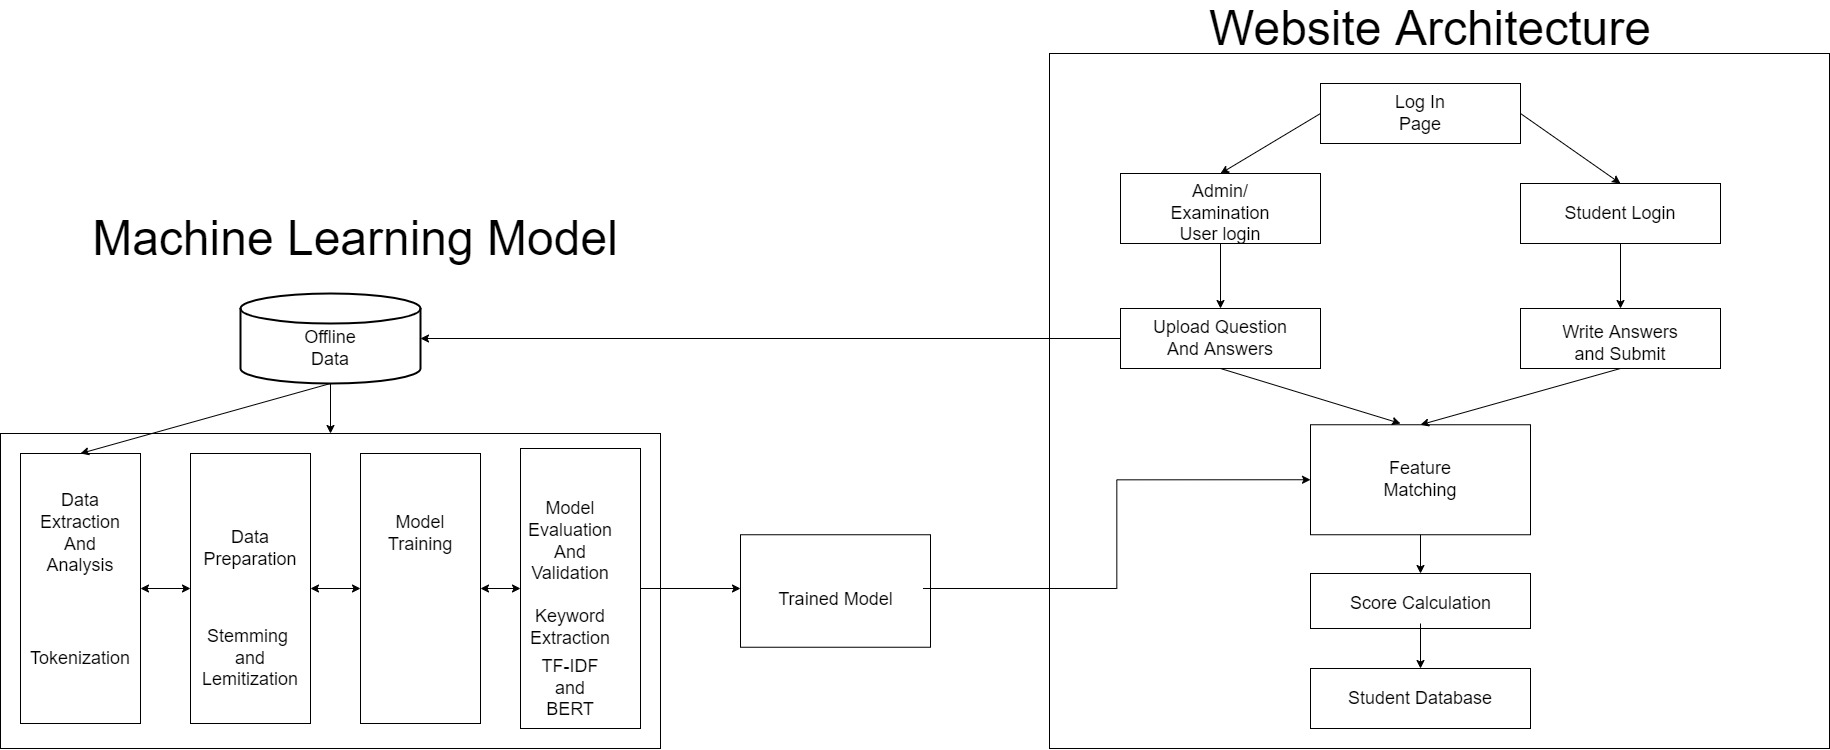 Website Architecture
Log In
Page
Admin/
Examination
User login
Student Login
Machine Learning Model
Offline
Data
Upload Question
And Answers
Write Answers
and Submit
Feature
Matching
Data
Extraction
And
Analysis
Tokenization
Data
Preparation
Stemming
and
Lemitization
Model
Training
Model
Evaluation
And
Validation
Keyword
Extraction
TF-IDF
and
BERT
Trained Model
Score Calculation
Student Database